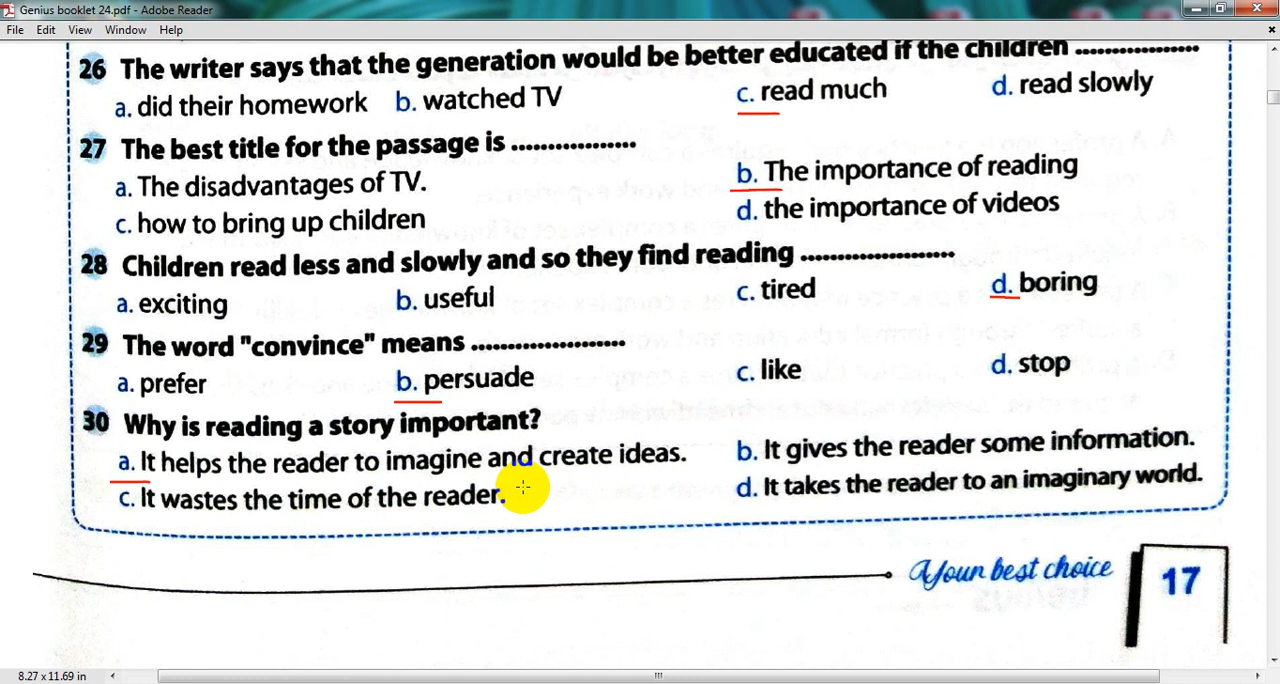 Genius booklet 24.pdf - Adobe Reader
File Edit View Window Help
26 The writer says that the generation would be better educated if the children ..................
a. did their homework b. watched TV c. read much d. read slowly
27 The best title for the passage is ..................
a. The disadvantages of TV. b. The importance of reading
c. how to bring up children d. the importance of videos
28 Children read less and slowly and so they find reading ......................
a. exciting b. useful c. tired d. boring
29 The word "convince" means ......................
a. prefer b. persuade c. like d. stop
30 Why is reading a story important?
a. It helps the reader to imagine and create ideas. b. It gives the reader some information.
c. It wastes the time of the reader. d. It takes the reader to an imaginary world.
Your best choice 17
8.27 x 11.69 in